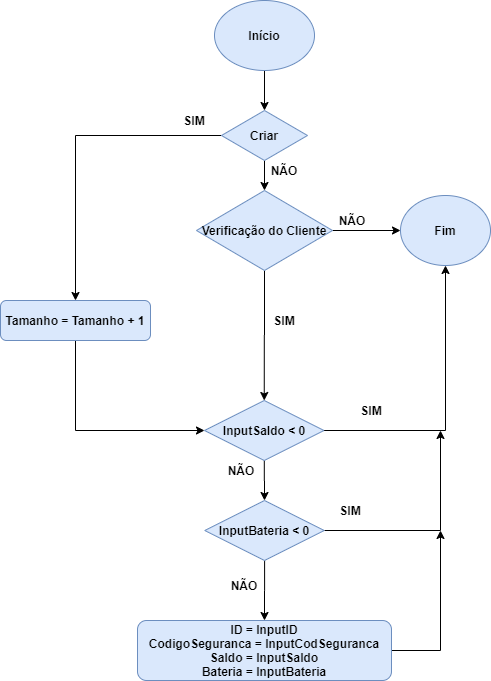 Início
SIM
Criar
NÃO
Verificação do Cliente
NÃO
Fim
Tamanho = Tamanho + 1
SIM
InputSaldo < 0
SIM
NÃO
InputBateria < 0
SIM
NÃO
ID = InputID
CodigoSeguranca = InputCodSeguranca
Saldo = InputSaldo
Bateria = InputBateria